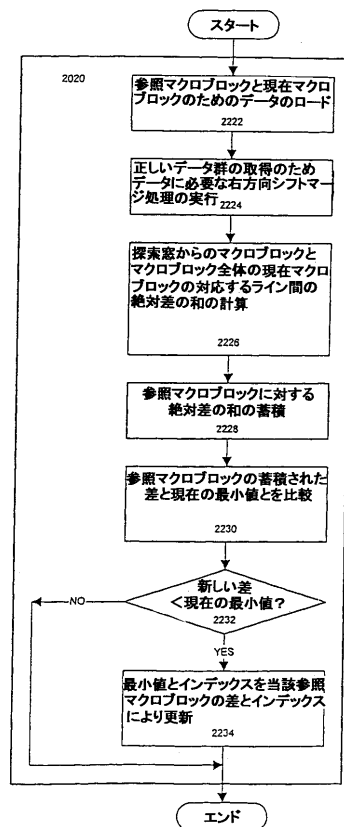 スタート
2020
参照マクロブロックと現在マクロ
ブロックのためのデータのロード
2222
正しいデータ群の取得のため
データに必要な右方向シフトマー
ジ処理の実行
2224
探索窓からのマクロブロックと
マクロブロック全体の現在マクロ
ブロックの対応するライン間の
絶対差の和の計算
2226
参照マクロブロックに対する
絶対差の和の蓄積
2228
参照マクロブロックの蓄積された
差と現在の最小値とを比較
2230
新しい差
<現在の最小値?
2232
NO
YES
最小値とインデックスを当該参照
マクロブロックの差とインデックス
により更新
2234
エンド